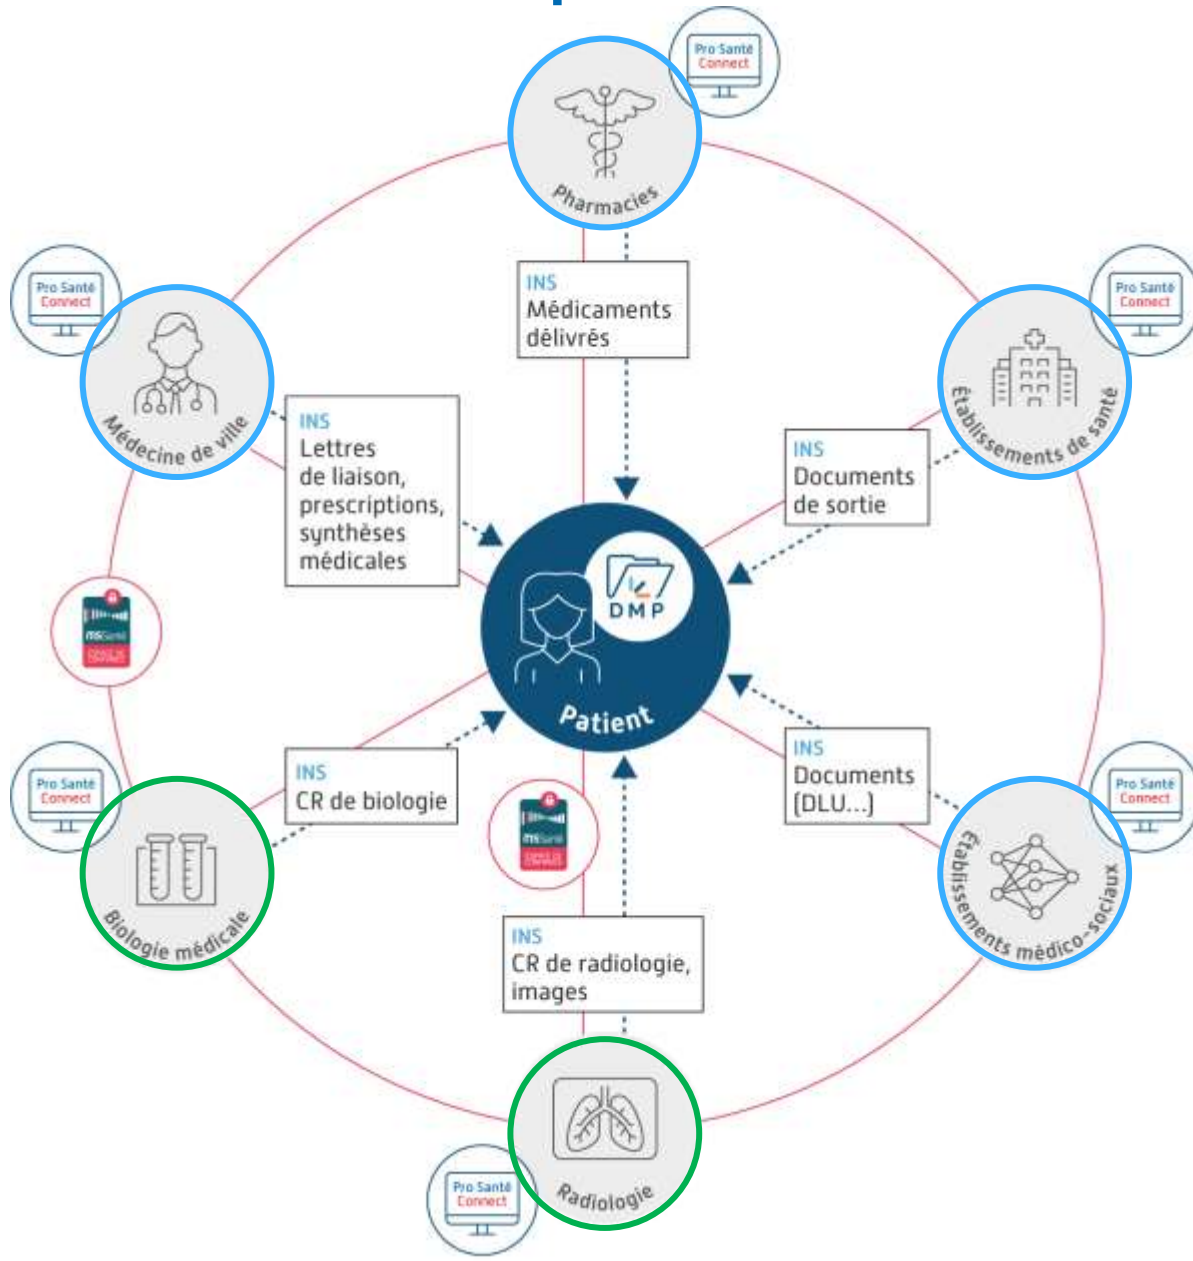 Pro Santé
Connect
Pharmacies
Pro Santé
Connect
Médecine de ville
INS
Médicaments
délivrés
Pro Santé
Connect
Établissements de santé
INS
Lettres
de liaison,
prescriptions,
synthèses
médicales
INS
Documents
de sortie
DMP
Patient
msSanté
INS
CR de biologie
INS
Documents
(DLU...)
Pro Santé
Connect
Biologie médicale
msSanté
Pro Santé
Connect
Établissements médico-sociaux
INS
CR de radiologie,
images
Pro Santé
Connect
Radiologie